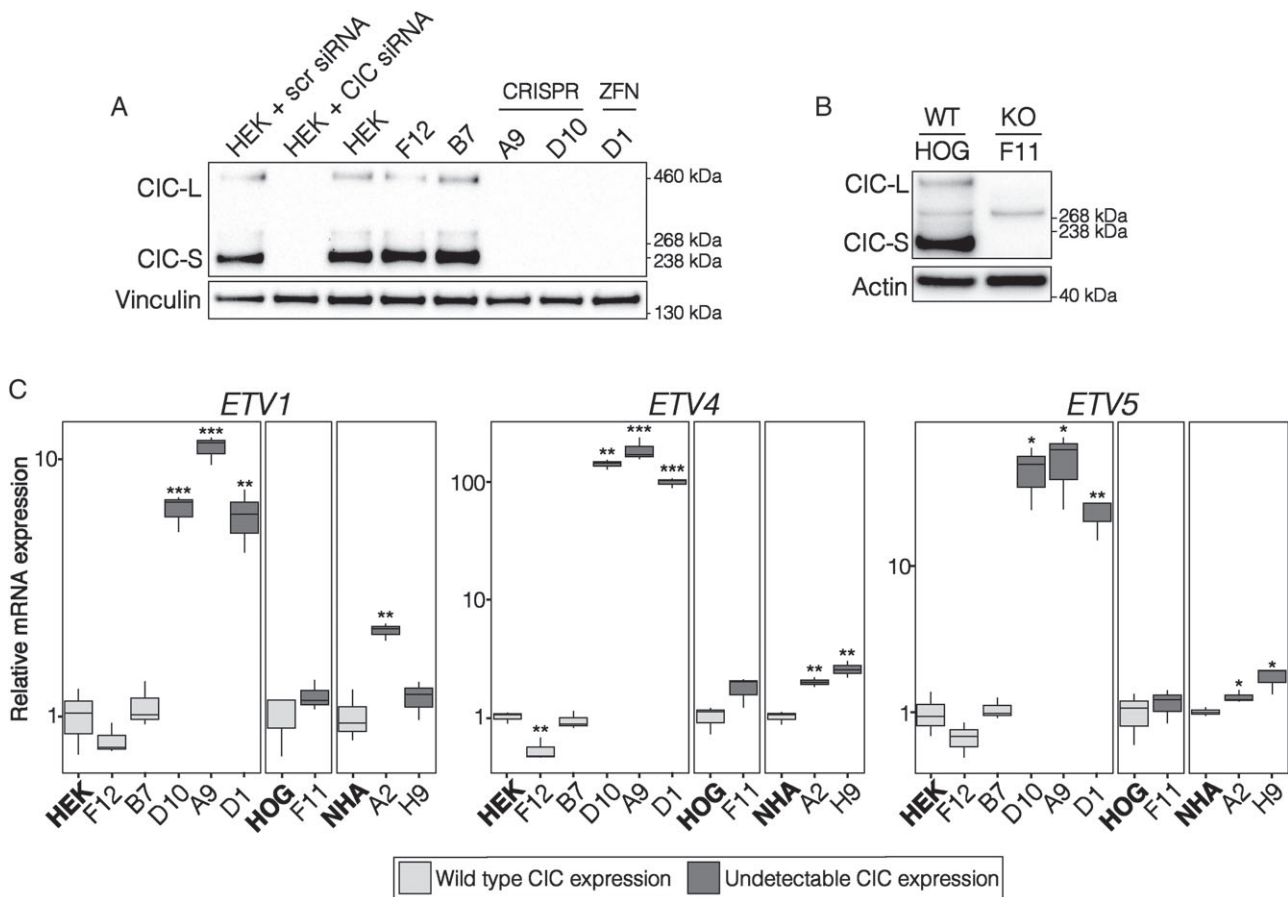 A
HEK + scr siRNA
HEK + CIC siRNA
HEK
F12
B7
CRISPR
A9
D10
ZFN
D1
CIC-L
460 kDa
268 kDa
CIC-S
238 kDa
Vinculin
130 kDa
B
WT
KO
HOG
F11
CIC-L
268 kDa
238 kDa
CIC-S
Actin
40 kDa
C
Relative mRNA expression
ETV1
10
1
*** *** **
**
HEK F12 B7 D10 A9 D1 HOG F11 NHA A2 H9
ETV4
100
10
1
** ** *** ***
** **
HEK F12 B7 D10 A9 D1 HOG F11 NHA A2 H9
ETV5
10
1
* * **
* *
HEK F12 B7 D10 A9 D1 HOG F11 NHA A2 H9
Wild type CIC expression
Undetectable CIC expression